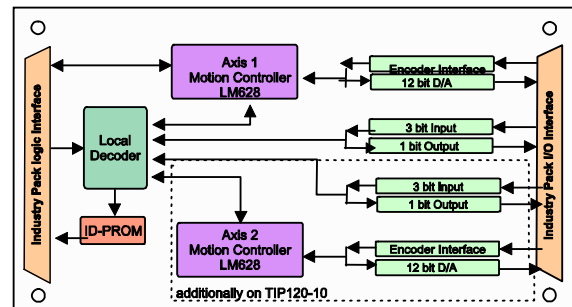 Industry Pack logic Interface
Axis 1
Motion Controller
LM628
Encoder Interface
12 bit D/A
Local
Decoder
3 bit Input
1 bit Output
3 bit Input
1 bit Output
ID-PROM
Axis 2
Motion Controller
LM628
Encoder Interface
12 bit D/A
additionally on TIP120-10
Industry Pack I/O Interface